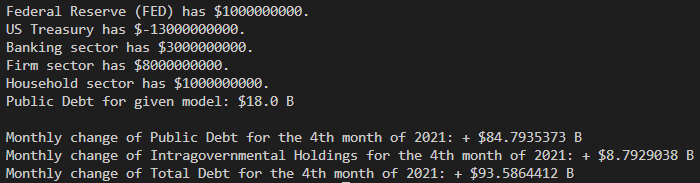 Federal Reserve (FED) has $1000000000.
US Treasury has $-13000000000.
Banking sector has $3000000000.
Firm sector has $8000000000.
Household sector has $1000000000.
Public Debt for given model: $18.0 B
Monthly change of Public Debt for the 4th month of 2021: + $84.7935373 B
Monthly change of Intragovernmental Holdings for the 4th month of 2021: + $8.7929038 B
Monthly change of Total Debt for the 4th month of 2021: + $93.5864412 B